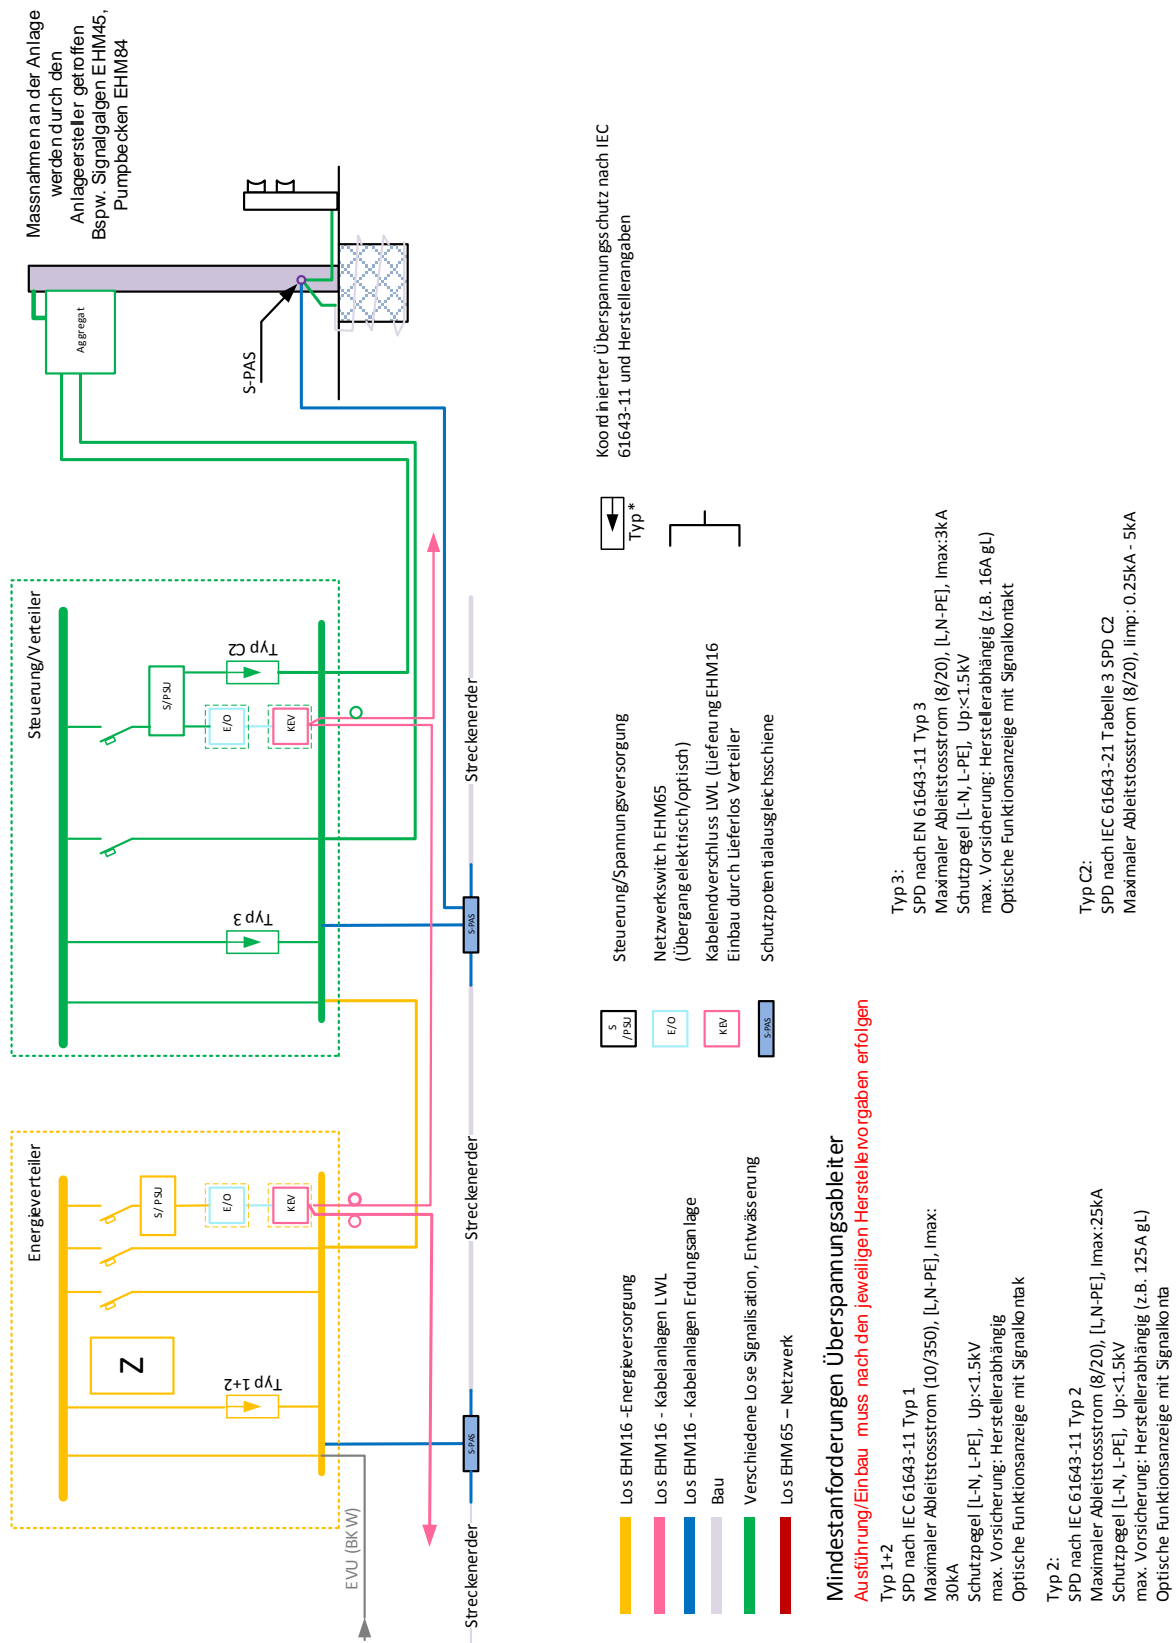 Massnahmen an der Anlage
werden durch den
Anlageersteller getroffen
Bspw. Signalgalgen EHM45,
Pumpbecken EHM84
Energieverteiler
Steuerung/Verteiler
Aggregat
S-PAS
Z
S/PSU
E/O
KEV
Typ 1+2
S/PSU
E/O
KEV
Typ 3
Typ C2
EVU (BKW)
S-PAS
S-PAS
Streckenerder
Streckenerder
Streckenerder
Los EHM16 -Energieversorgung
Los EHM16 - Kabelanlagen LWL
Los EHM16 - Kabelanlagen Erdungsanlage
Bau
Verschiedene Lose Signalisation, Entwässerung
Los EHM65 – Netzwerk
S
/PSU
Steuerung/Spannungsversorgung
E/O
Netzwerkswitch EHM65
(Übergang elektrisch/optisch)
KEV
Kabelendverschluss LWL (Lieferung EHM16
Einbau durch Lieferlos Verteiler
S-PAS
Schutzpotentialausgleichsschiene
Typ *
Koordinierter Überspannungsschutz nach IEC
61643-11 und Herstellerangaben
Mindestanforderungen Überspannungsableiter
Ausführung/Einbau muss nach den jeweiligen Herstellervorgaben erfolgen
Typ 1+2
SPD nach IEC 61643-11 Typ 1
Maximaler Ableitstossstrom (10/350), [L,N-PE], Imax:
30kA
Schutzpegel [L-N, L-PE], Up:<1.5kV
max. Vorsicherung: Herstellerabhängig
Optische Funktionsanzeige mit Signalkontak
Typ 2:
SPD nach IEC 61643-11 Typ 2
Maximaler Ableitstossstrom (8/20), [L,N-PE], Imax:25kA
Schutzpegel [L-N, L-PE], Up:<1.5kV
max. Vorsicherung: Herstellerabhängig (z.B. 125A gL)
Optische Funktionsanzeige mit Signalkonta
Typ 3:
SPD nach EN 61643-11 Typ 3
Maximaler Ableitstossstrom (8/20), [L,N-PE], Imax:3kA
Schutzpegel [L-N, L-PE], Up:<1.5kV
max. Vorsicherung: Herstellerabhängig (z.B. 16A gL)
Optische Funktionsanzeige mit Signalkontakt
Typ C2:
SPD nach IEC 61643-21 Tabelle 3 SPD C2
Maximaler Ableitstossstrom (8/20), Iimp: 0.25kA - 5kA